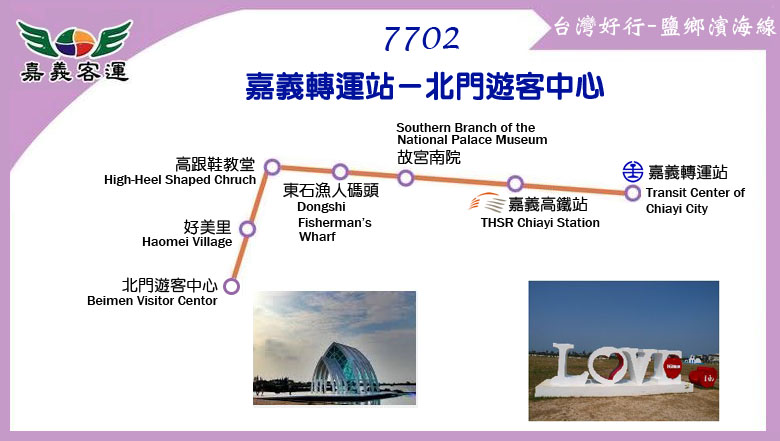 嘉義客運
7702
台灣好行-鹽鄉濱海線
嘉義轉運站－北門遊客中心
Southern Branch of the
National Palace Museum
故宮南院
高跟鞋教堂
High-Heel Shaped Chruch
東石漁人碼頭
Dongshi
Fisherman's
Wharf
嘉義高鐵站
THSR Chiayi Station
嘉義轉運站
Transit Center of
Chiayi City
好美里
Haomei Village
北門遊客中心
Beimen Visitor Centor
LOVE